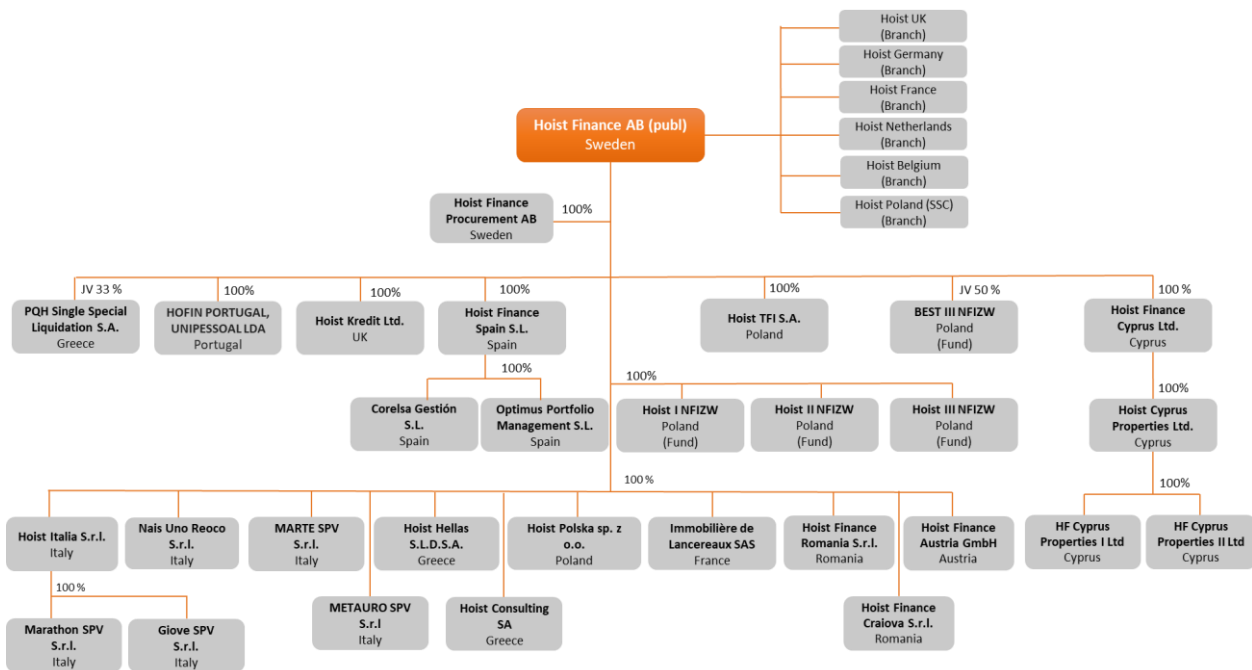 Hoist UK
(Branch)
Hoist Germany
(Branch)
Hoist France
(Branch)
Hoist Finance AB (publ)
Sweden
Hoist Netherlands
(Branch)
Hoist Belgium
(Branch)
Hoist Poland (SSC)
(Branch)
Hoist Finance
Procurement AB
Sweden
100%
JV 33 %
100%
100%
100%
100%
JV 50 %
100 %
PQH Single Special
Liquidation S.A.
Greece
HOFIN PORTUGAL,
UNIPESSOAL LDA
Portugal
Hoist Kredit Ltd.
UK
Hoist Finance
Spain S.L.
Spain
Hoist TFI S.A.
Poland
BEST III NFIZW
Poland
(Fund)
Hoist Finance
Cyprus Ltd.
Cyprus
100%
100%
100%
Corelsa Gestión
S.L.
Spain
Optimus Portfolio
Management S.L.
Spain
Hoist I NFIZW
Poland
(Fund)
Hoist II NFIZW
Poland
(Fund)
Hoist III NFIZW
Poland
(Fund)
Hoist Cyprus
Properties Ltd.
Cyprus
100 %
100%
Hoist Italia S.r.l.
Italy
Nais Uno Reoco
S.r.l.
Italy
MARTE SPV
S.r.l.
Italy
Hoist Hellas
S.L.D.S.A.
Greece
Hoist Polska sp. z
o.o.
Poland
Immobilière de
Lancereaux SAS
France
Hoist Finance
Romania S.r.l.
Romania
Hoist Finance
Austria GmbH
Austria
HF Cyprus
Properties I Ltd
Cyprus
HF Cyprus
Properties II Ltd
Cyprus
100 %
Marathon SPV
S.r.l.
Italy
Giove SPV
S.r.l.
Italy
METAURO SPV
S.r.l
Italy
Hoist Consulting
SA
Greece
Hoist Finance
Craiova S.r.l.
Romania